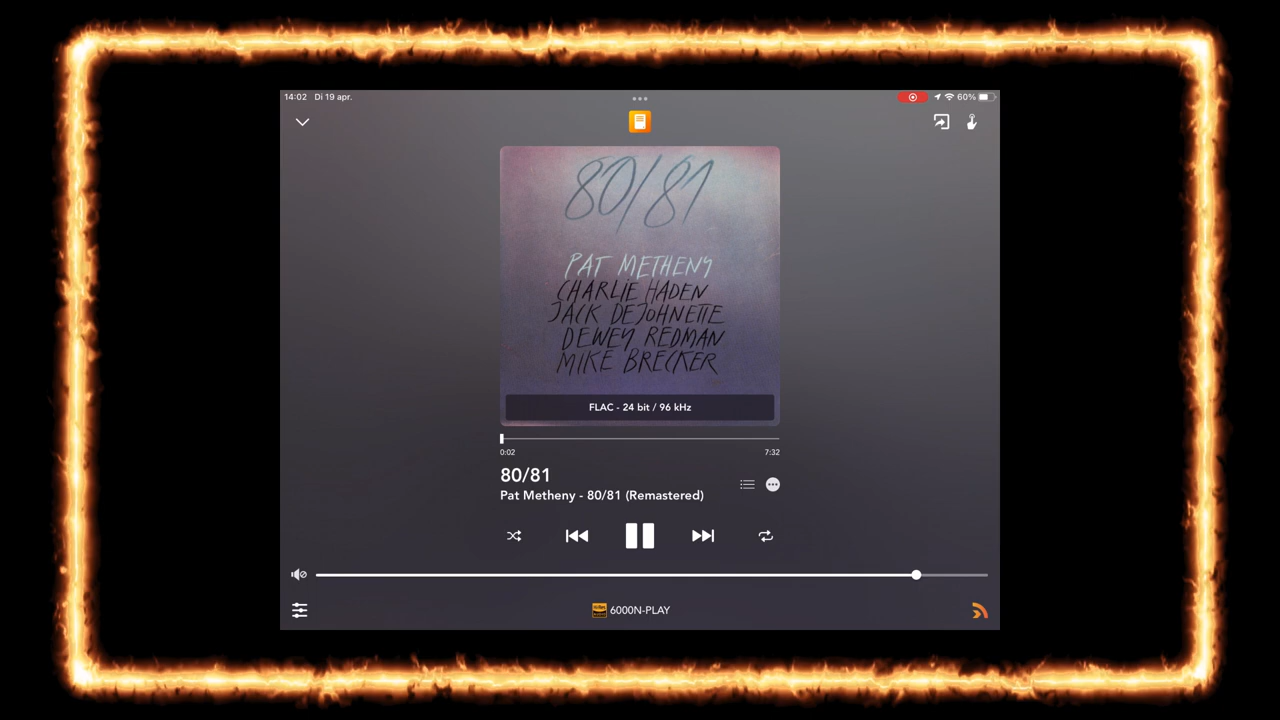 14:02 Di 19 apr. 60%
80/81
PAT METHENY
CHARLIE HADEN
JACK DEJOHNETTE
DEWEY REDMAN
MIKE BRECKER
FLAC - 24 bit / 96 kHz
0:02 7:32
80/81
Pat Metheny - 80/81 (Remastered)
6000N-PLAY